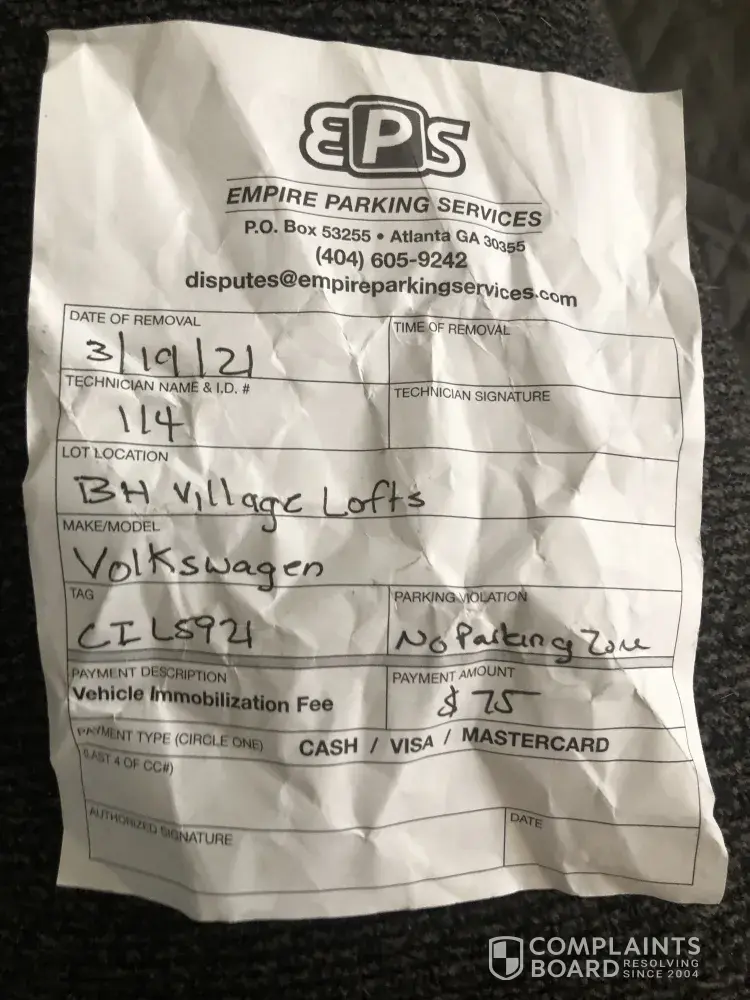 EPS
EMPIRE PARKING SERVICES
P.O. Box 53255 • Atlanta GA 30355
(404) 605-9242
disputes@empireparkingservices.com
DATE OF REMOVAL
3/19/21
TIME OF REMOVAL
TECHNICIAN NAME & I.D. #
114
TECHNICIAN SIGNATURE
LOT LOCATION
BH Village Lofts
MAKE/MODEL
Volkswagen
TAG
CIL5921
PARKING VIOLATION
No Parking Zone
PAYMENT DESCRIPTION
Vehicle Immobilization Fee
PAYMENT AMOUNT
$ 75
PAYMENT TYPE (CIRCLE ONE) CASH / VISA / MASTERCARD
(LAST 4 OF CC#)
AUTHORIZED SIGNATURE
DATE
COMPLAINTS
BOARD RESOLVING SINCE 2004